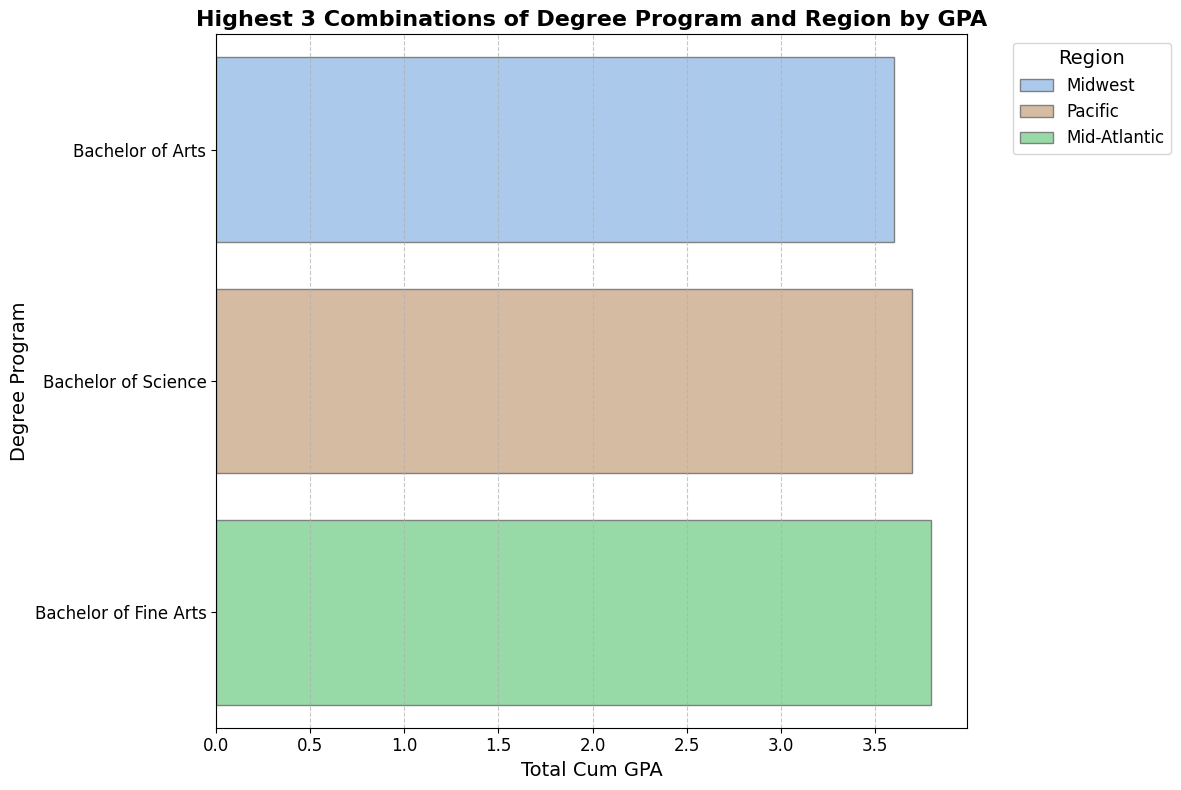 Highest 3 Combinations of Degree Program and Region by GPA
Region
Midwest
Pacific
Mid-Atlantic
Degree Program
Bachelor of Arts
Bachelor of Science
Bachelor of Fine Arts
0.0 0.5 1.0 1.5 2.0 2.5 3.0 3.5
Total Cum GPA